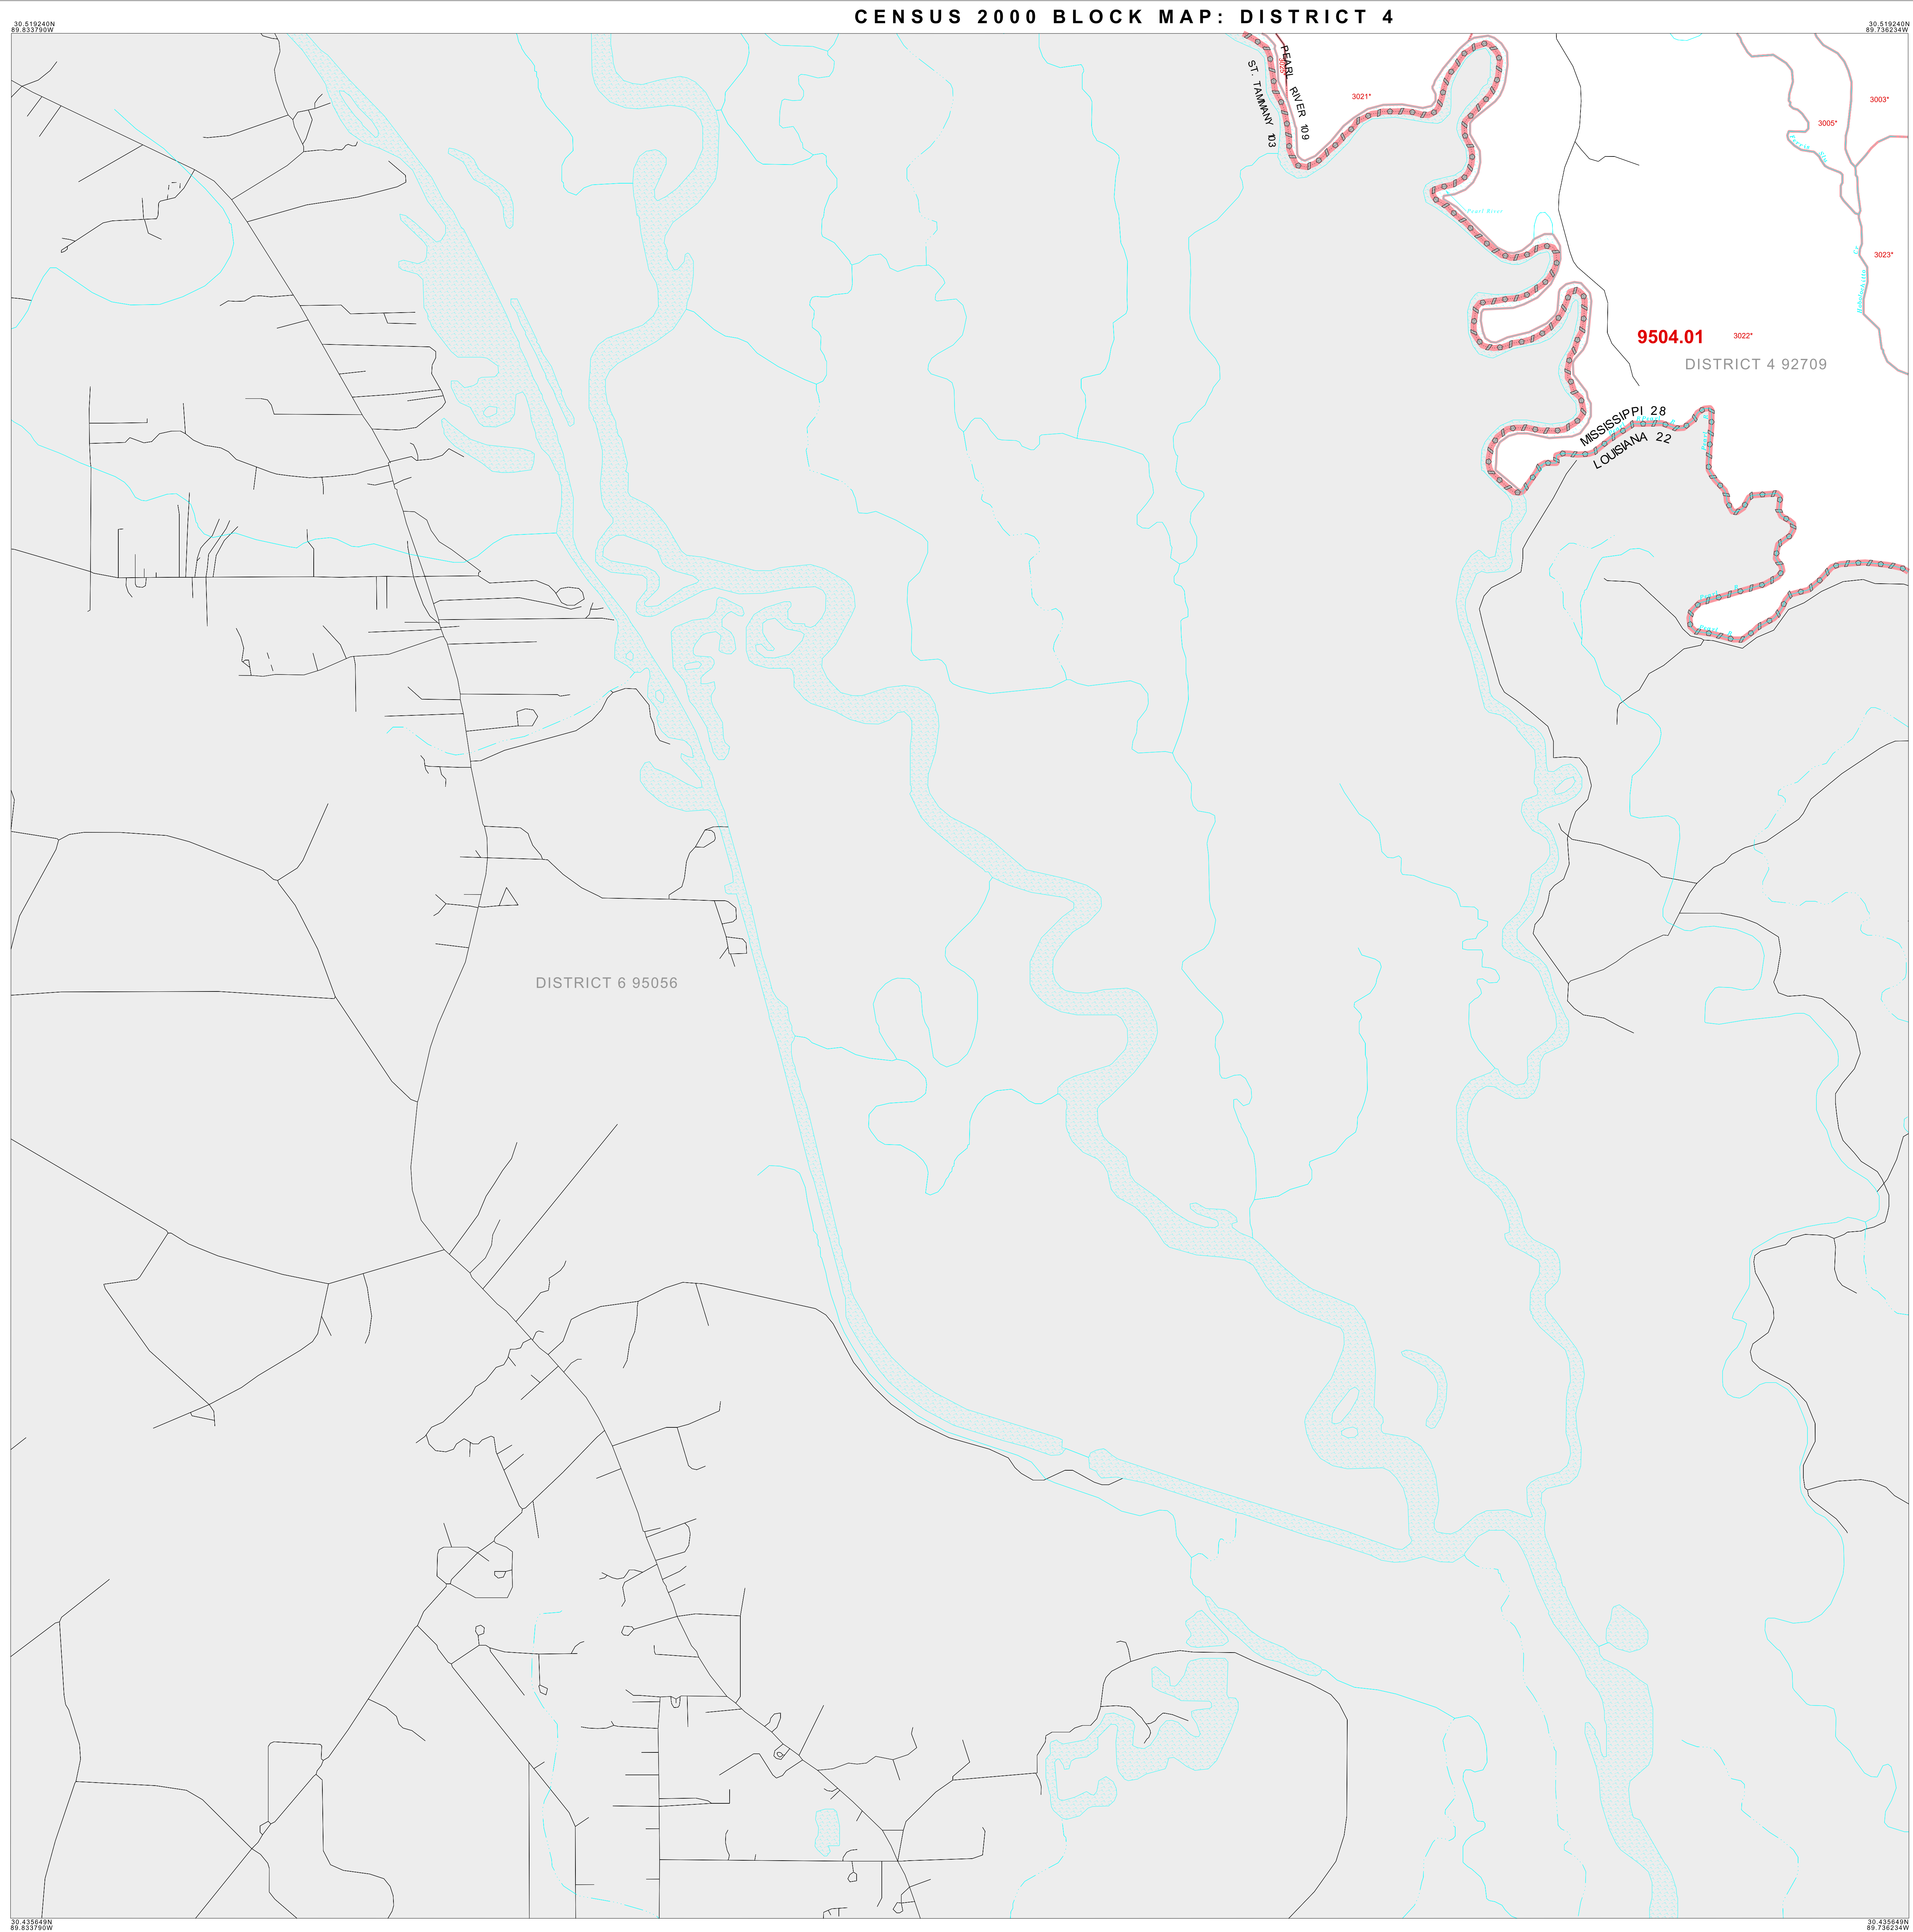 CENSUS 2000 BLOCK MAP: DISTRICT 4
30.519240N
89.833790W
30.519240N
89.736234W
PEARL RIVER 109
ST. TAMMANY 103
3021*
3003*
3005*
Pearl River
3023*
9504.01
3022*
DISTRICT 4 92709
MISSISSIPPI 28
LOUISIANA 22
DISTRICT 6 95056
30.435649N
89.833790W
30.435649N
89.736234W